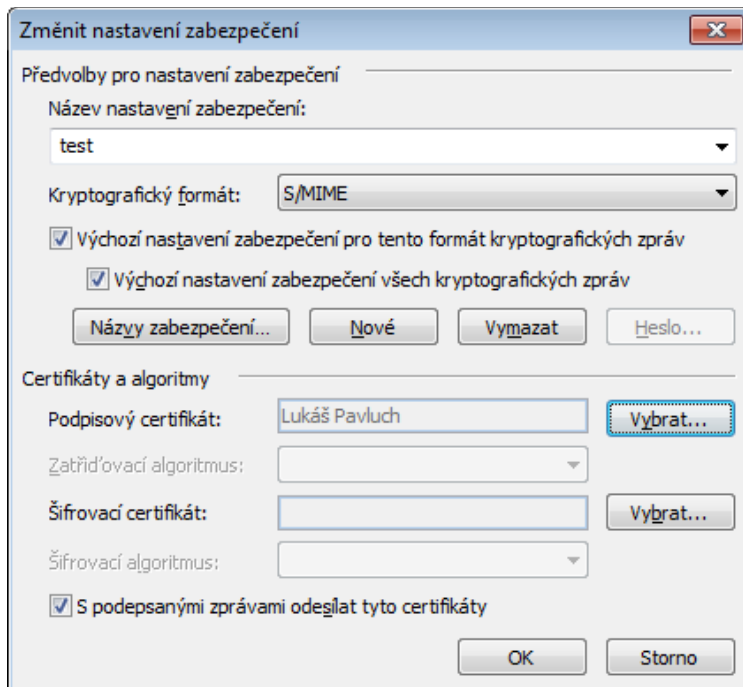 Změnit nastavení zabezpečení
Předvolby pro nastavení zabezpečení
Název nastavení zabezpečení:
test
Kryptografický formát: S/MIME
Výchozí nastavení zabezpečení pro tento formát kryptografických zpráv
Výchozí nastavení zabezpečení všech kryptografických zpráv
Názvy zabezpečení... Nové Vymazat Heslo...
Certifikáty a algoritmy
Podpisový certifikát: Lukáš Pavluch Vybrat...
Zatřiďovací algoritmus:
Šifrovací certifikát: Vybrat...
Šifrovací algoritmus:
S podepsanými zprávami odesílat tyto certifikáty
OK Storno